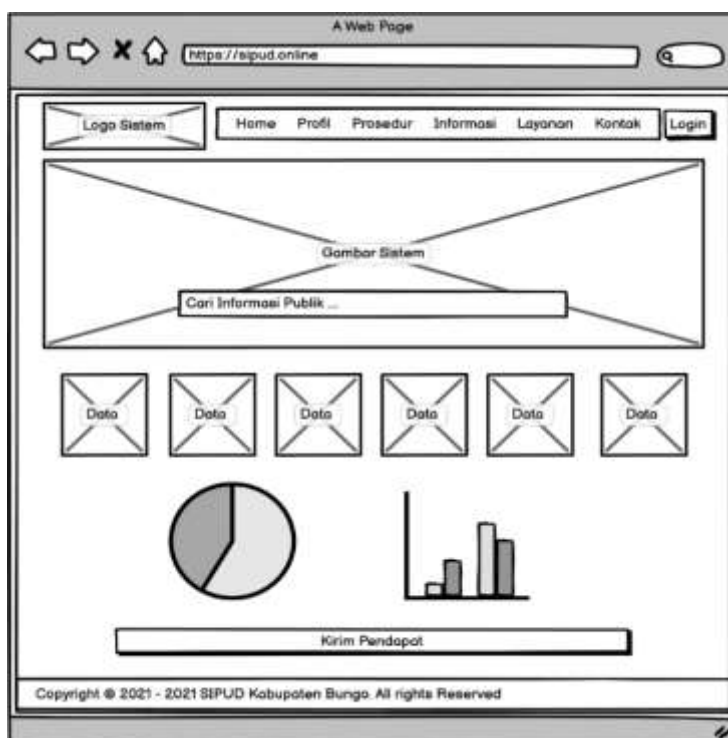 A Web Page
https://sipud.online
Logo Sistem
Home Profil Prosedur Informasi Layanan Kontak Login
Gambar Sistem
Cari Informasi Publik ...
Data Data Data Data Data Data
Kirim Pendapat
Copyright © 2021 - 2021 SIPUD Kabupaten Bungo. All rights Reserved